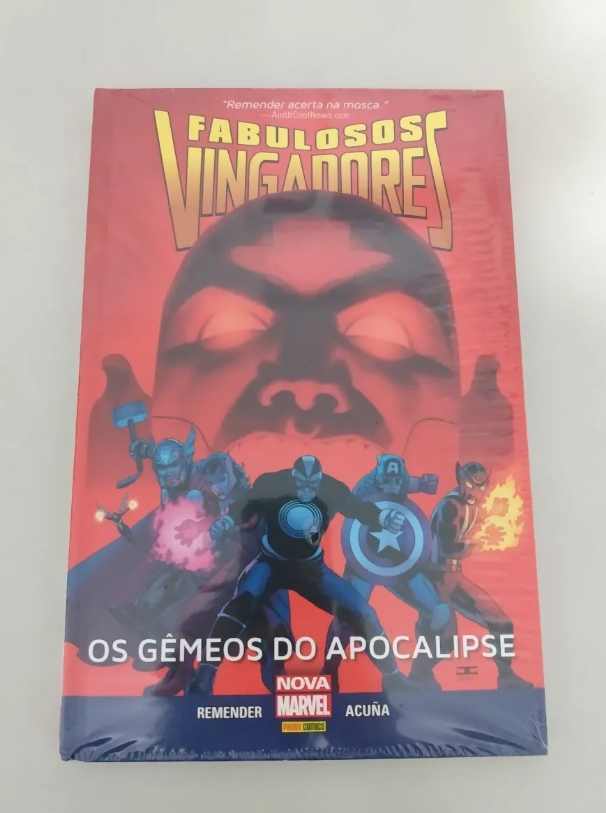 "Remender acerta na mosca."
—AintItCoolNews.com
FABULOSOS
VINGADORES
OS GÊMEOS DO APOCALIPSE
NOVA
MARVEL
REMENDER
ACUÑA
PANINI COMICS